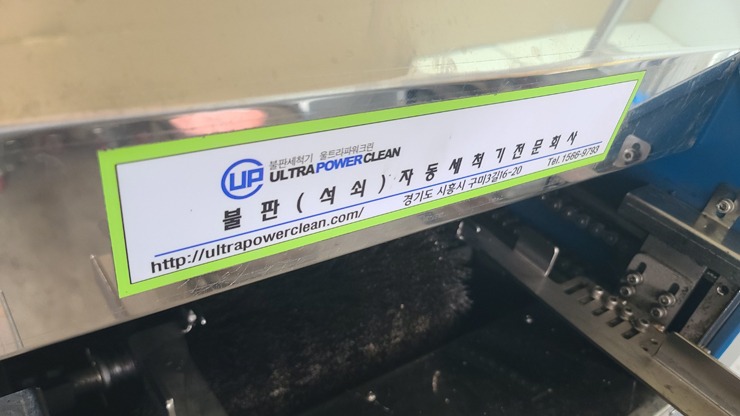 UP
불판세척기 울트라파워크린
ULTRA POWER CLEAN
불판(석쇠)자동세척기전문회사
http://ultrapowerclean.com/
경기도 시흥시 구미3길16-20 Tel.1566-9793